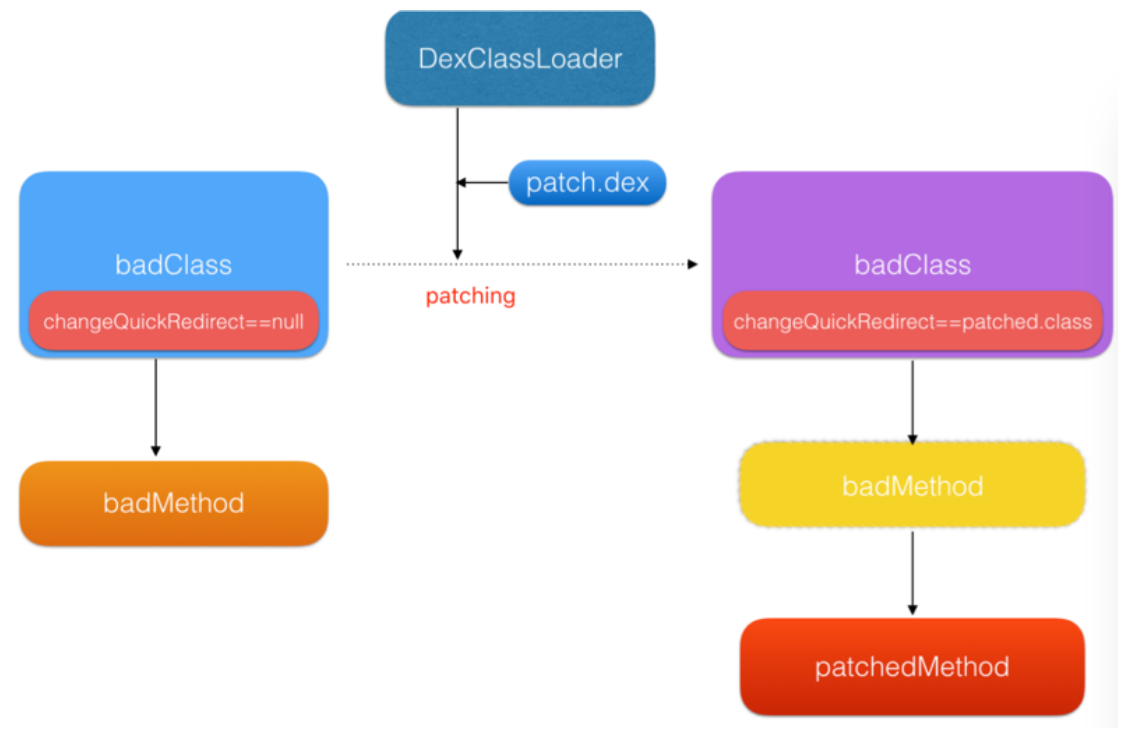 DexClassLoader
patch.dex
badClass
changeQuickRedirect==null
patching
badClass
changeQuickRedirect==patched.class
badMethod
badMethod
patchedMethod